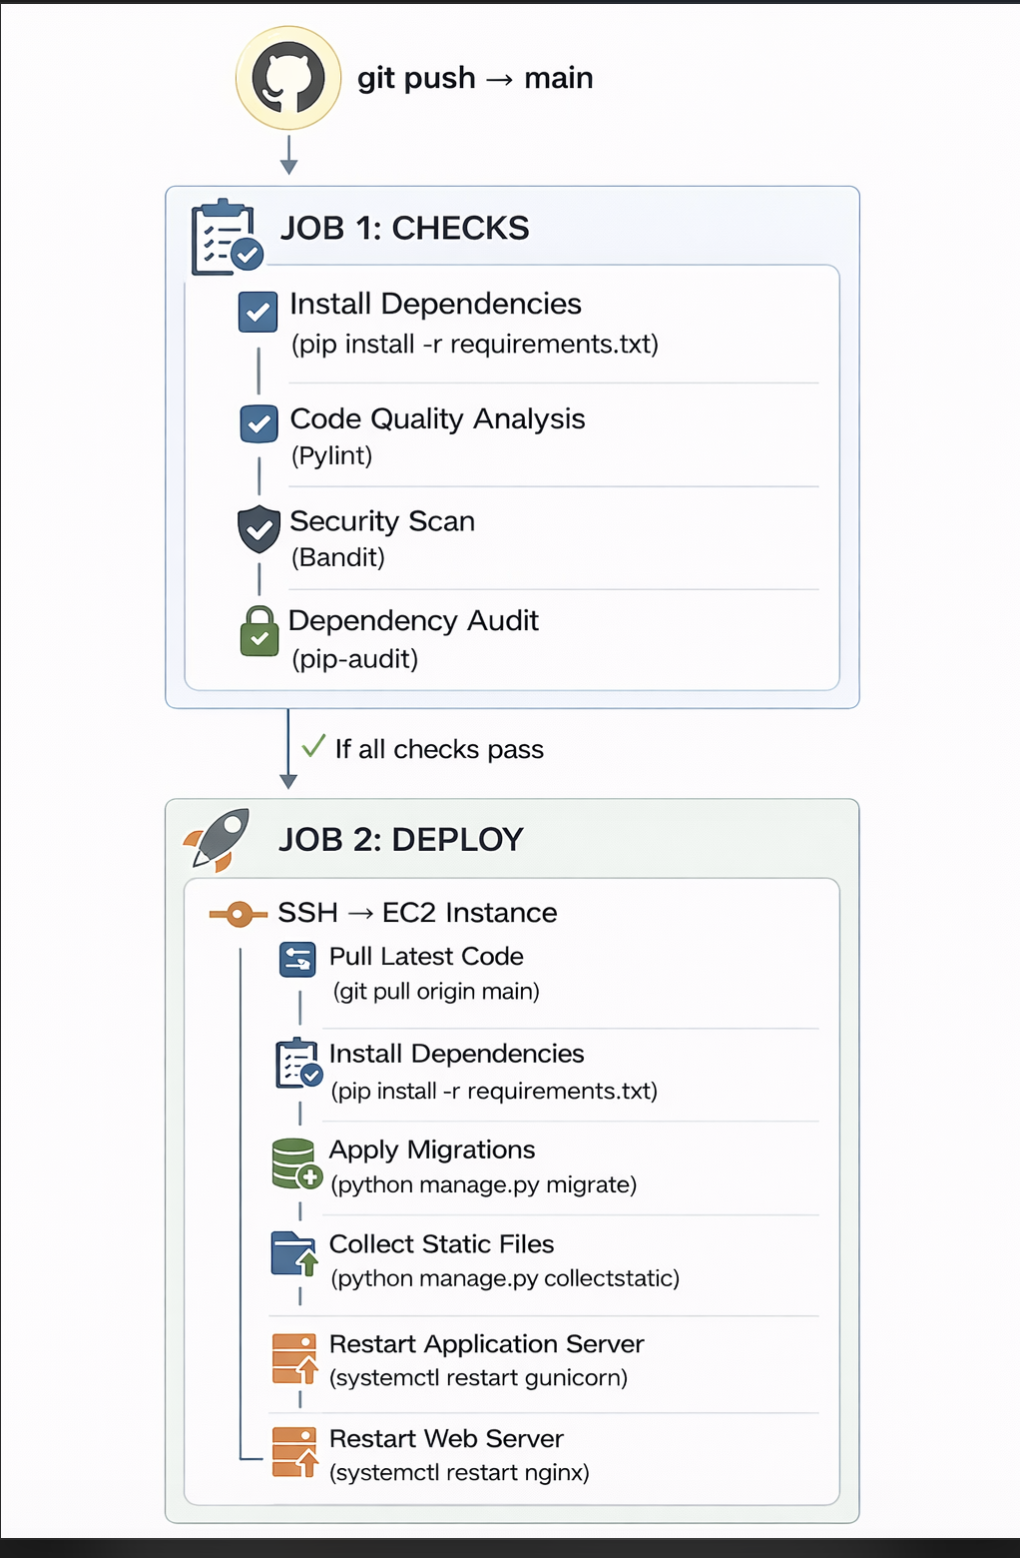 git push → main
JOB 1: CHECKS
Install Dependencies
(pip install -r requirements.txt)
Code Quality Analysis
(Pylint)
Security Scan
(Bandit)
Dependency Audit
(pip-audit)
If all checks pass
JOB 2: DEPLOY
SSH → EC2 Instance
Pull Latest Code
(git pull origin main)
Install Dependencies
(pip install -r requirements.txt)
Apply Migrations
(python manage.py migrate)
Collect Static Files
(python manage.py collectstatic)
Restart Application Server
(systemctl restart gunicorn)
Restart Web Server
(systemctl restart nginx)